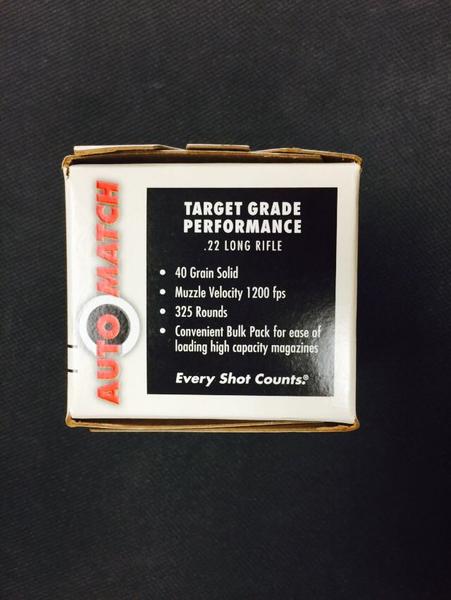 AUTO MATCH
TARGET GRADE
PERFORMANCE
.22 LONG RIFLE
• 40 Grain Solid
• Muzzle Velocity 1200 fps
• 325 Rounds
• Convenient Bulk Pack for ease of
loading high capacity magazines
Every Shot Counts.®